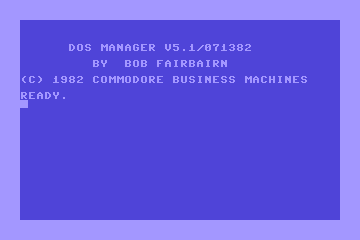 DOS MANAGER V5.1/071382
BY  BOB FAIRBAIRN
(C) 1982 COMMODORE BUSINESS MACHINES
READY.